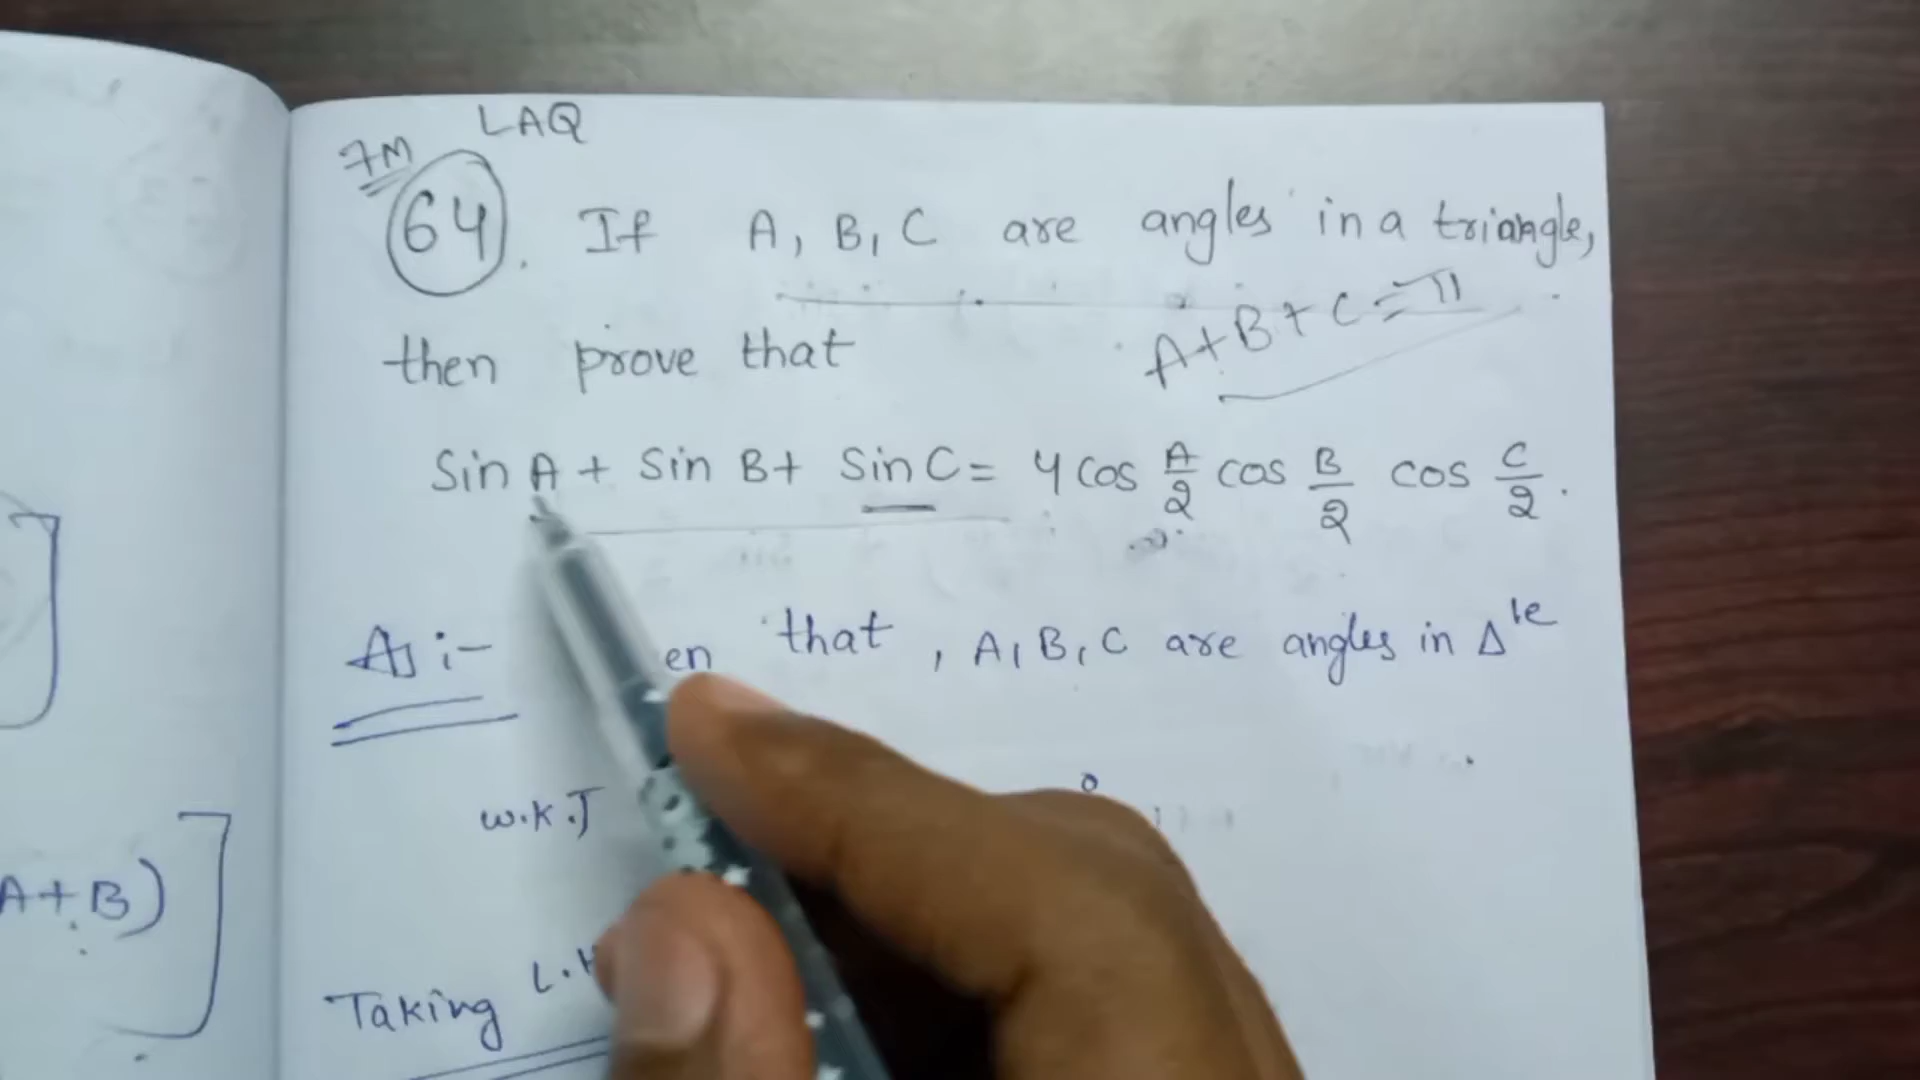 LAQ
7M
64. If A, B, C are angles in a triangle,
A+B+C=π
then prove that
Sin A + Sin B + Sin C = 4 cos A/2 cos B/2 cos C/2.
As :- en that, A, B, C are angles in Δle
w.k.T
A+B)
Taking L.H